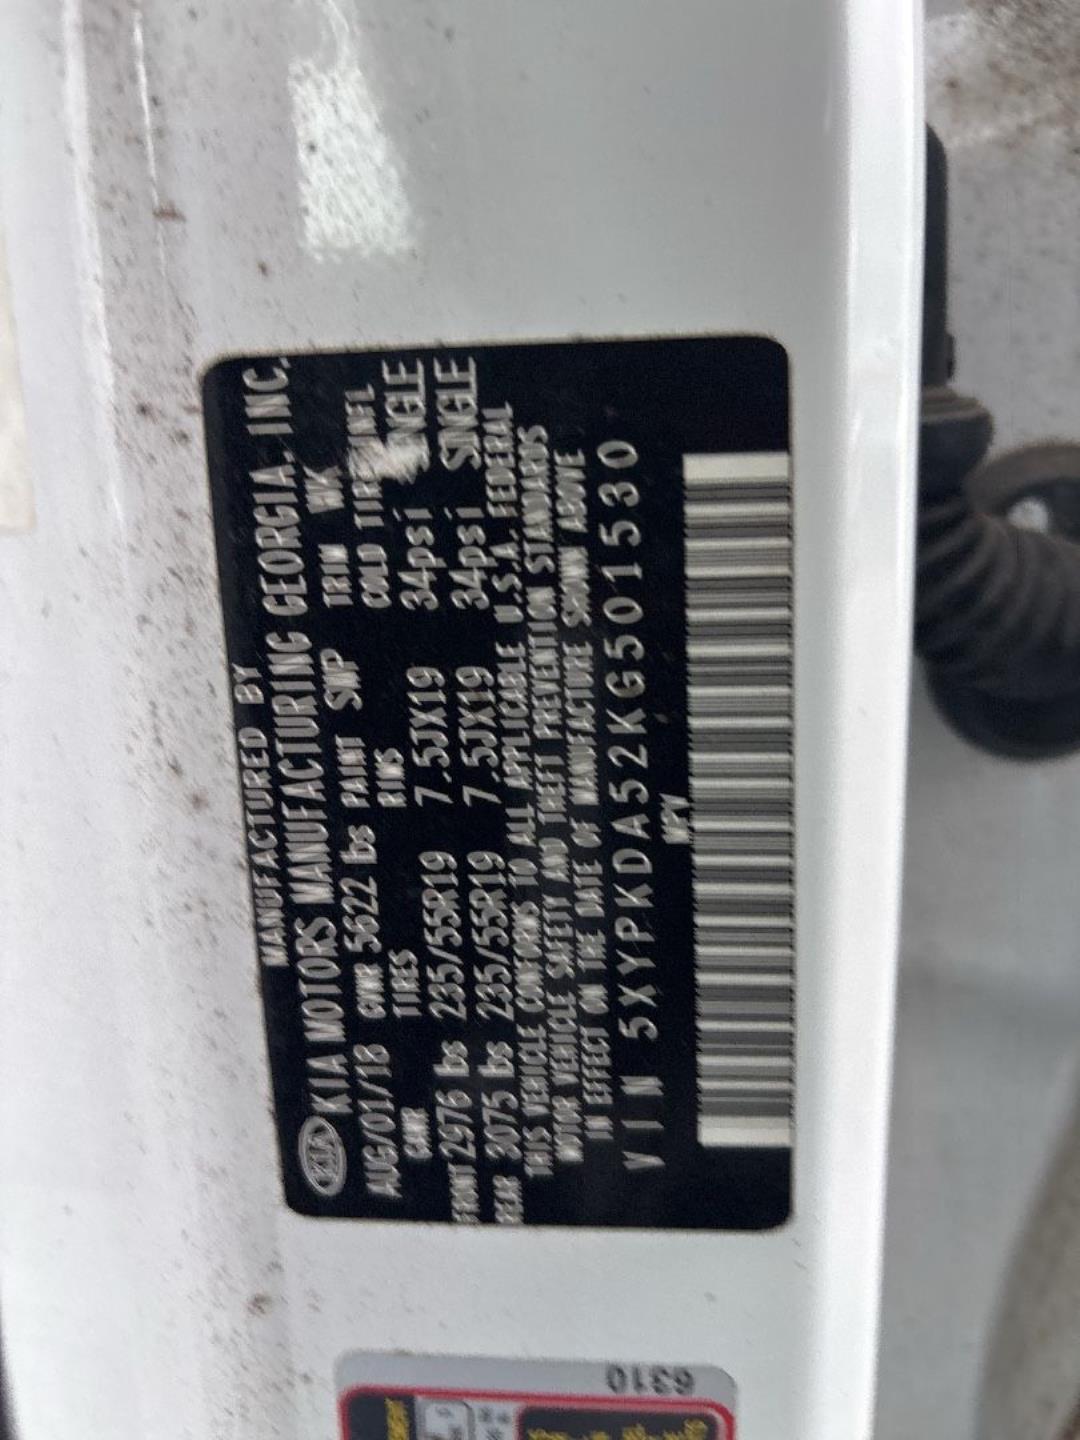 MANUFACTURED BY
KIA MOTORS MANUFACTURING GEORGIA, INC.
KIA
AUG/01/18 GVWR 5622 lbs PAINT SWP TRIM WK
GAWR TIRES RIMS COLD TIRE INFL
FRONT 2976 lbs 235/55R19 7.5JX19 34psi SINGLE
REAR 3075 lbs 235/55R19 7.5JX19 34psi SINGLE
THIS VEHICLE CONFORMS TO ALL APPLICABLE U.S.A. FEDERAL
MOTOR VEHICLE SAFETY AND THEFT PREVENTION STANDARDS
IN EFFECT ON THE DATE OF MANUFACTURE SHOWN ABOVE
VIN 5XYPKDA52KG501530
MPV
6310